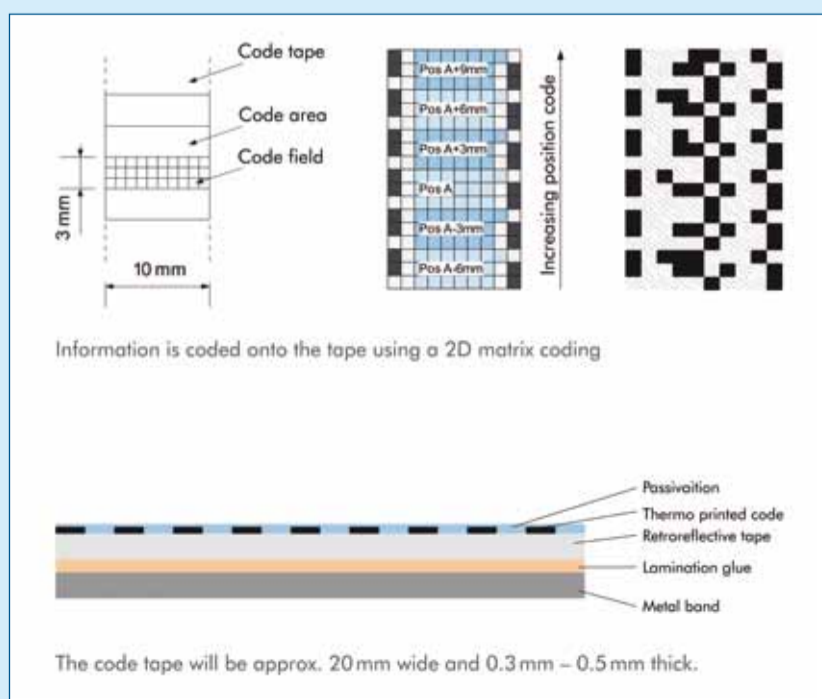 Code tape
Code area
Code field
3 mm
10 mm
Pos A+9mm
Pos A+6mm
Pos A+3mm
Pos A
Pos A-3mm
Pos A-6mm
Increasing position code
Information is coded onto the tape using a 2D matrix coding
Passivaition
Thermo printed code
Retroreflective tape
Lamination glue
Metal band
The code tape will be approx. 20 mm wide and 0.3 mm – 0.5 mm thick.